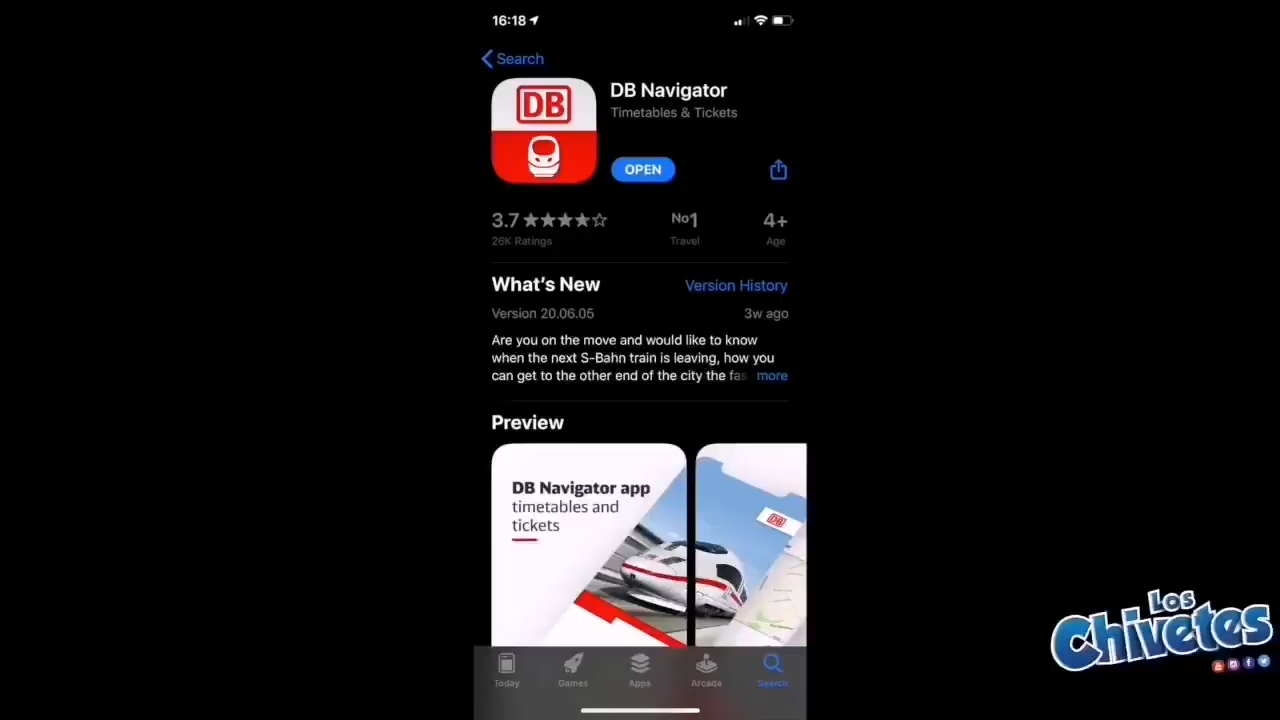 16:18
Search
DB
DB Navigator
Timetables & Tickets
OPEN
3.7
No1
4+
26K Ratings
Travel
Age
What's New
Version History
Version 20.06.05
3w ago
Are you on the move and would like to know
when the next S-Bahn train is leaving, how you
can get to the other end of the city the fas
more
Preview
DB Navigator app
timetables and
tickets
DB
Today
Games
Apps
Arcade
Search
Los
Chivetes